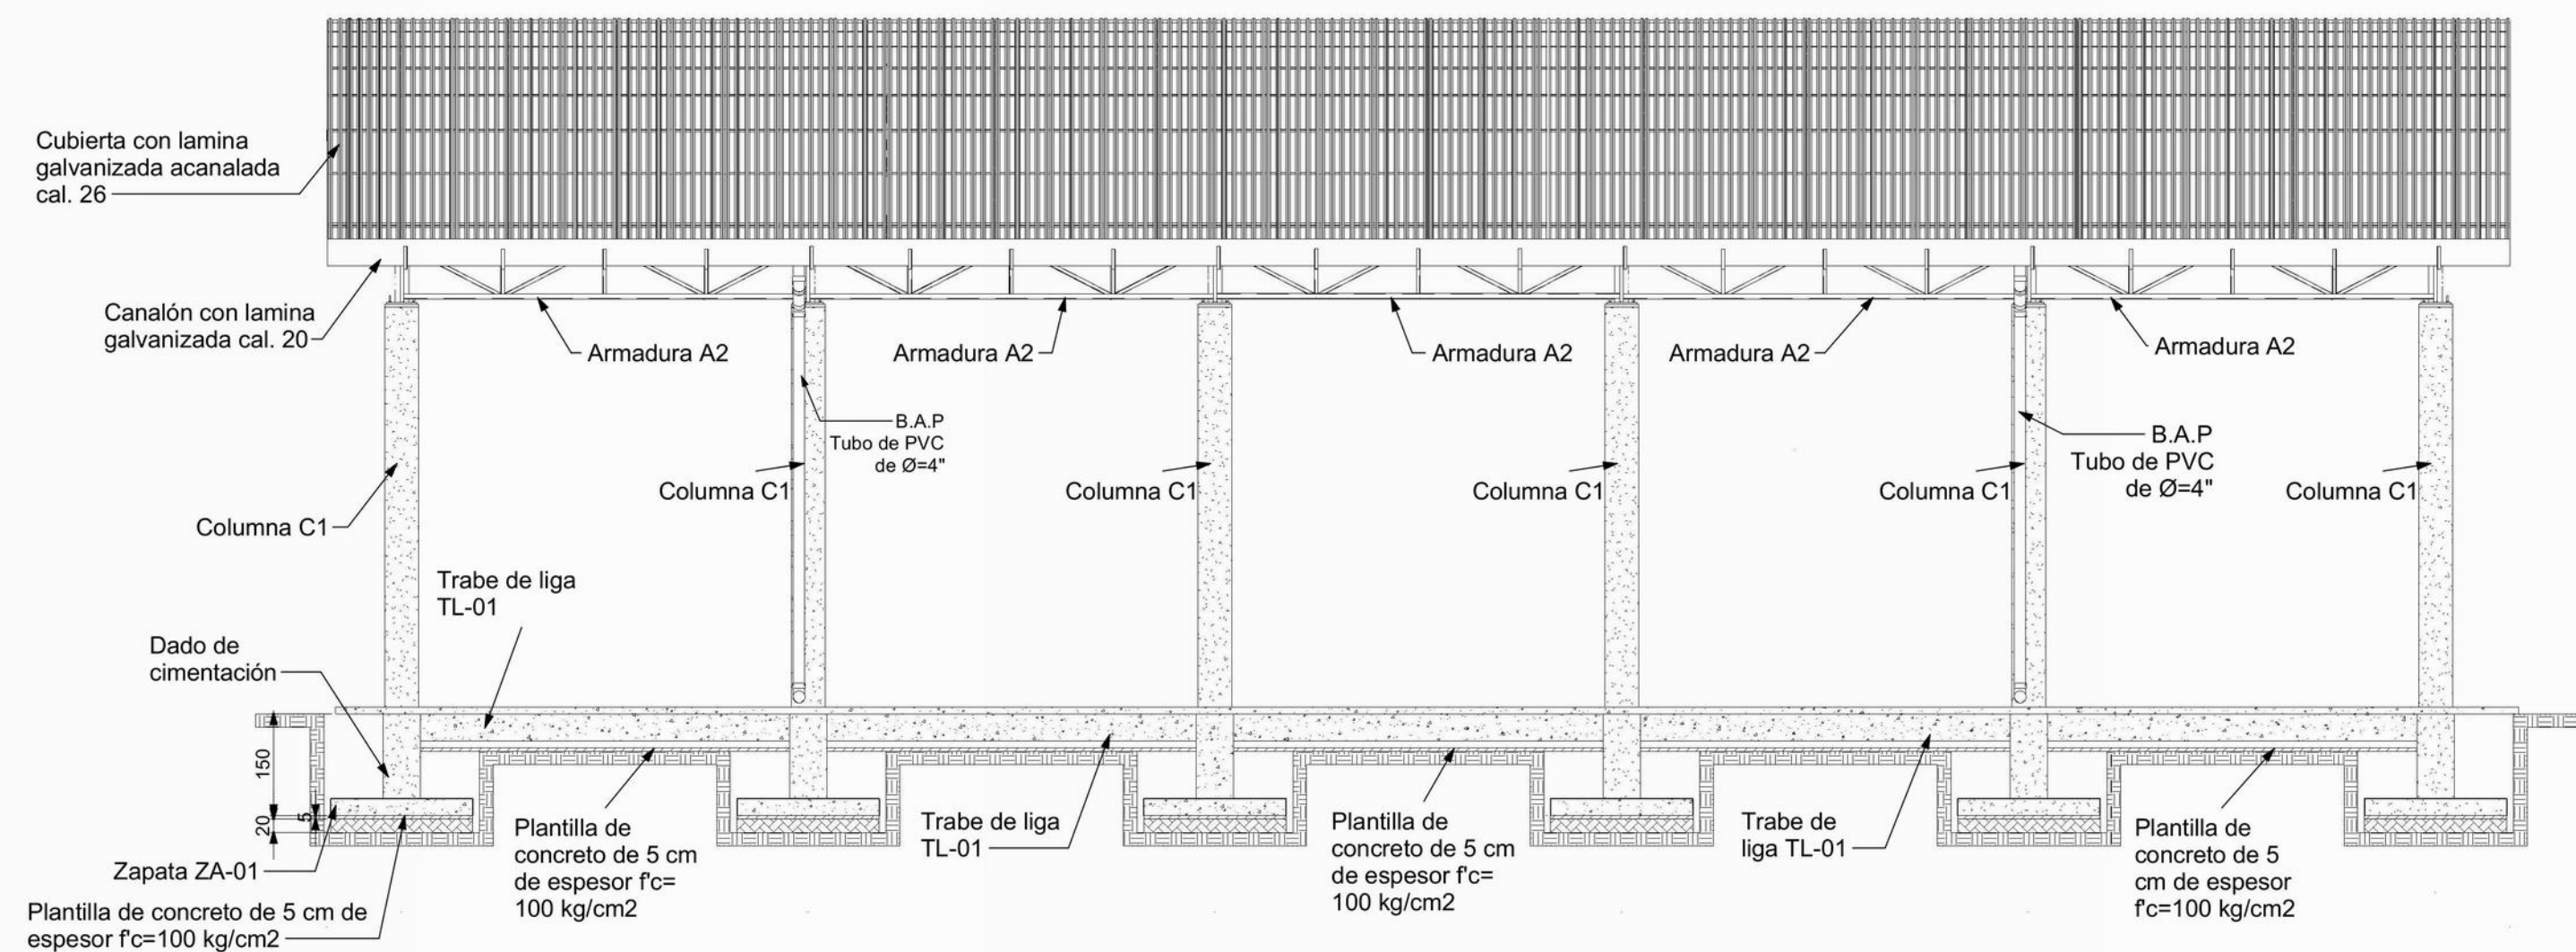 Cubierta con lamina
galvanizada acanalada
cal. 26
Canalón con lamina
galvanizada cal. 20
Armadura A2
Armadura A2
Armadura A2
Armadura A2
Armadura A2
B.A.P
Tubo de PVC
de Ø=4"
B.A.P
Tubo de PVC
de Ø=4"
Columna C1
Columna C1
Columna C1
Columna C1
Columna C1
Columna C1
Trabe de liga
TL-01
Dado de
cimentación
150
5
20
Zapata ZA-01
Plantilla de concreto de 5 cm de
espesor f'c=100 kg/cm2
Plantilla de
concreto de 5 cm
de espesor f'c=
100 kg/cm2
Trabe de liga
TL-01
Plantilla de
concreto de 5 cm
de espesor f'c=
100 kg/cm2
Trabe de
liga TL-01
Plantilla de
concreto de 5
cm de espesor
f'c=100 kg/cm2